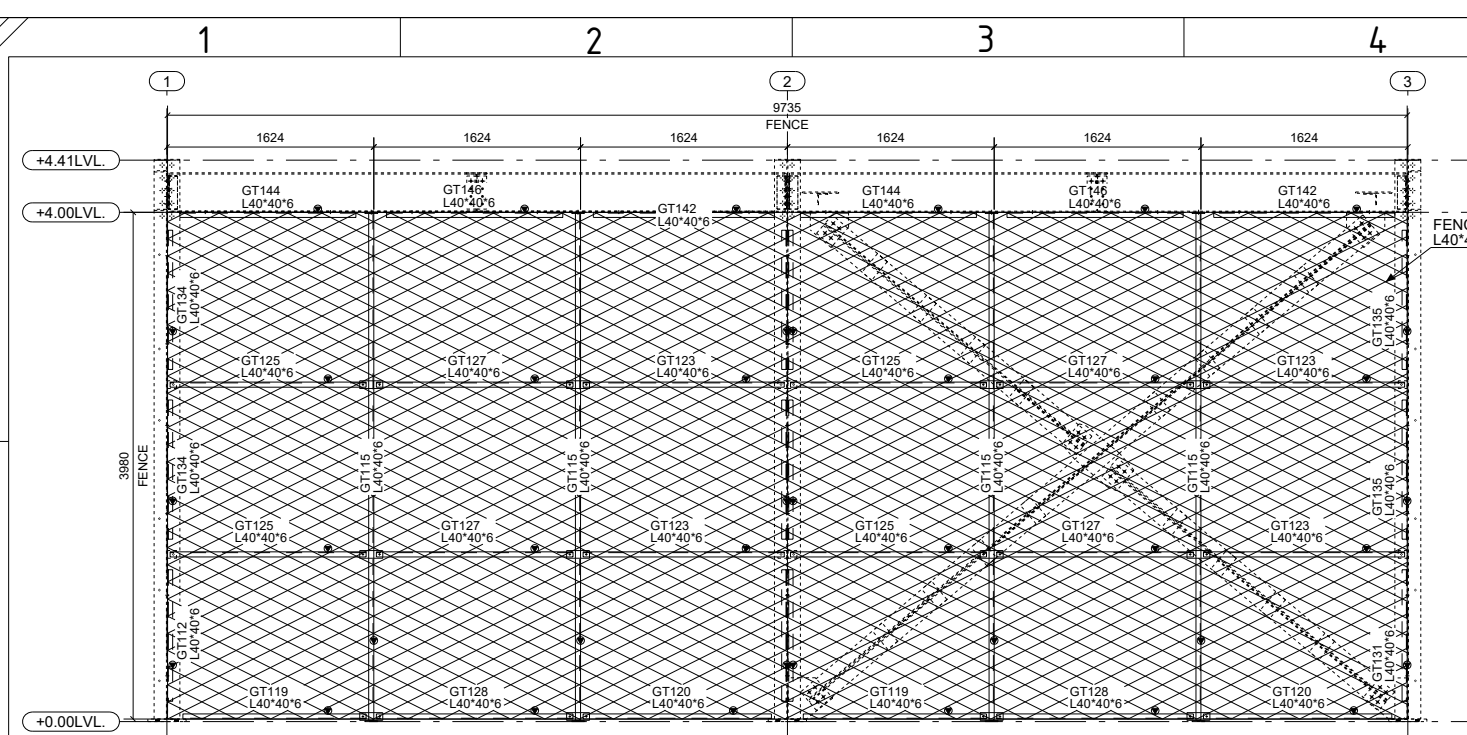 1 2 3 4
1 2 3
9735
FENCE
1624 1624 1624 1624 1624 1624
+4.41LVL.
GT144 GT146 GT144 GT146 GT142
L40*40*6 L40*40*6 L40*40*6 L40*40*6 L40*40*6
+4.00LVL.
GT142
L40*40*6
FENC
L40*4
GT134
L40*40*6
GT135
L40*40*6
GT125 GT127 GT123 GT125 GT127 GT123
L40*40*6 L40*40*6 L40*40*6 L40*40*6 L40*40*6 L40*40*6
3980
FENCE
GT134
L40*40*6
GT115
L40*40*6
GT115
L40*40*6
GT115
L40*40*6
GT115
L40*40*6
GT135
L40*40*6
GT125 GT127 GT123 GT125 GT127 GT123
L40*40*6 L40*40*6 L40*40*6 L40*40*6 L40*40*6 L40*40*6
GT112
L40*40*6
GT131
L40*40*6
GT119 GT128 GT120 GT119 GT128 GT120
L40*40*6 L40*40*6 L40*40*6 L40*40*6 L40*40*6 L40*40*6
+0.00LVL.